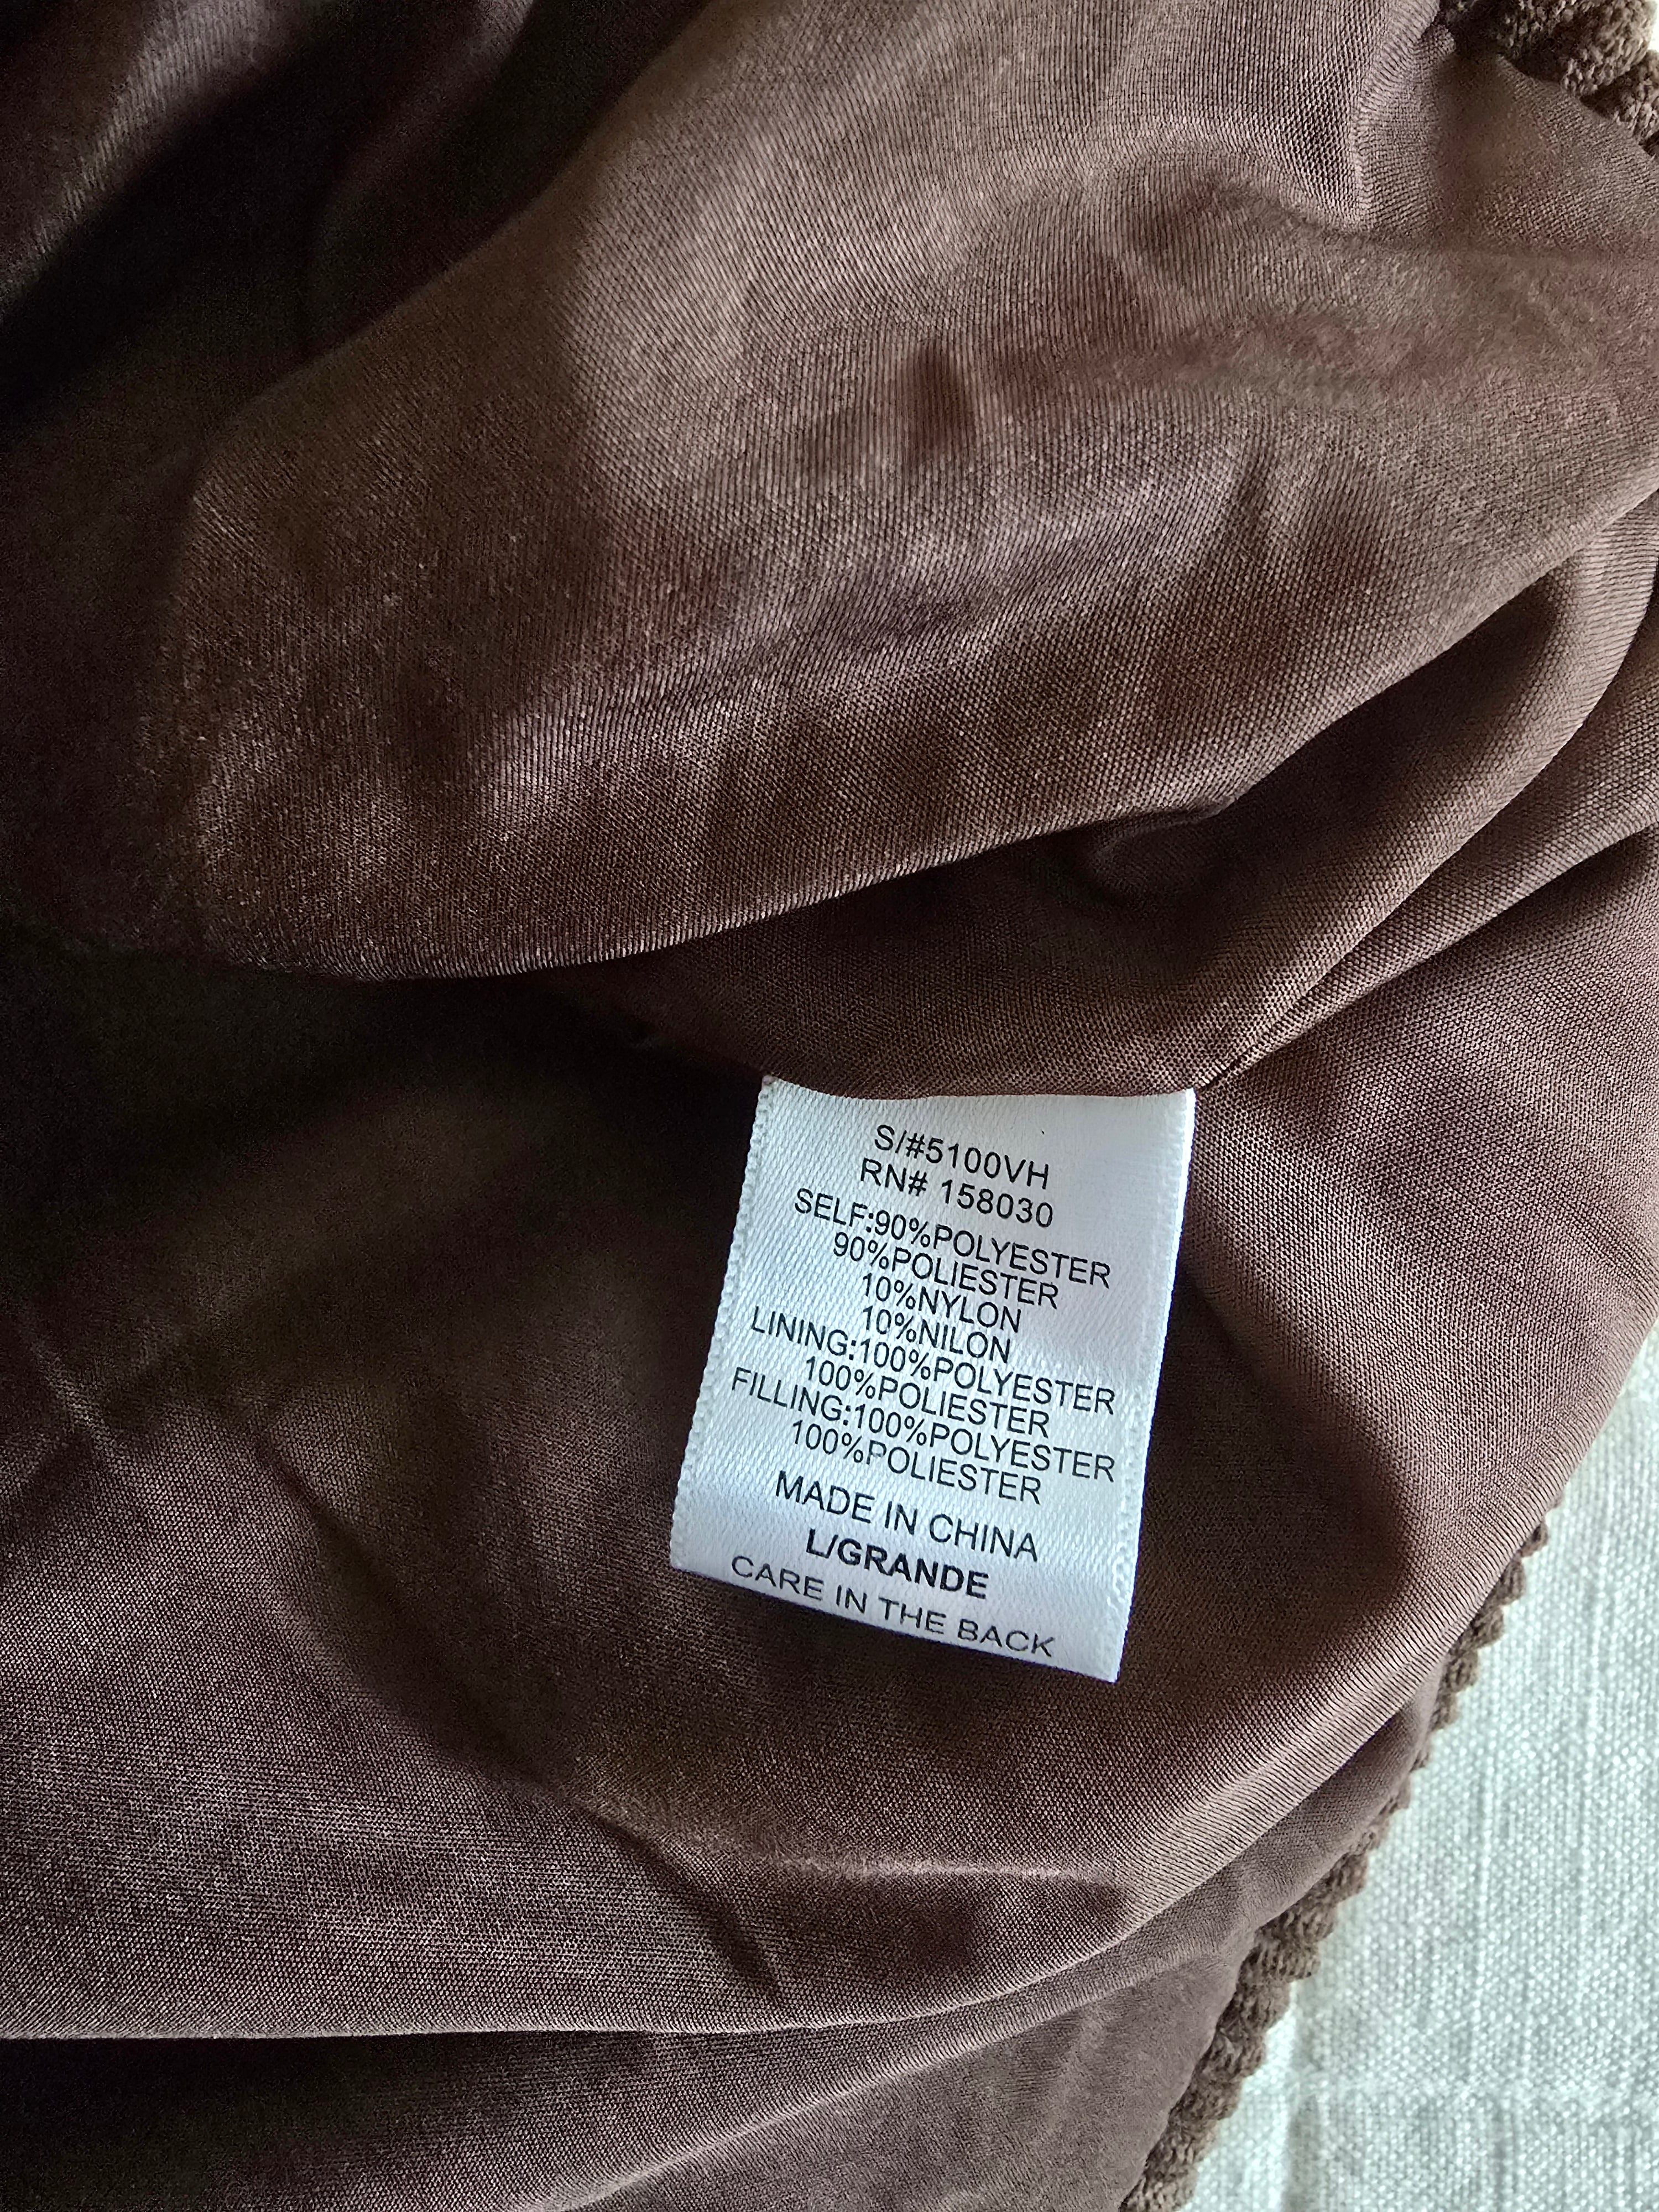 S/#5100VH
RN# 158030
SELF:90%POLYESTER
90%POLIESTER
10%NYLON
10%NILON
LINING:100%POLYESTER
100%POLIESTER
FILLING:100%POLYESTER
100%POLIESTER
MADE IN CHINA
L/GRANDE
CARE IN THE BACK